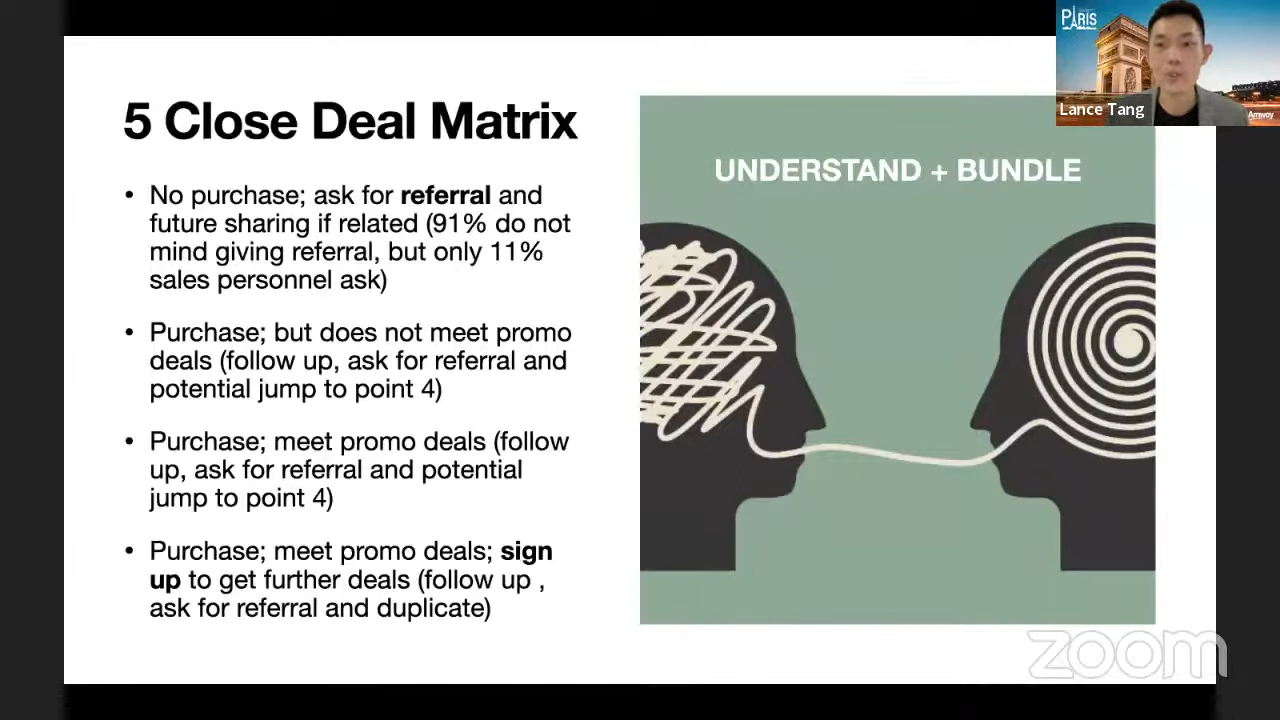 PARIS
Lance Tang
Amway
5 Close Deal Matrix
UNDERSTAND + BUNDLE
• No purchase; ask for referral and
future sharing if related (91% do not
mind giving referral, but only 11%
sales personnel ask)
• Purchase; but does not meet promo
deals (follow up, ask for referral and
potential jump to point 4)
• Purchase; meet promo deals (follow
up, ask for referral and potential
jump to point 4)
• Purchase; meet promo deals; sign
up to get further deals (follow up ,
ask for referral and duplicate)
zoom